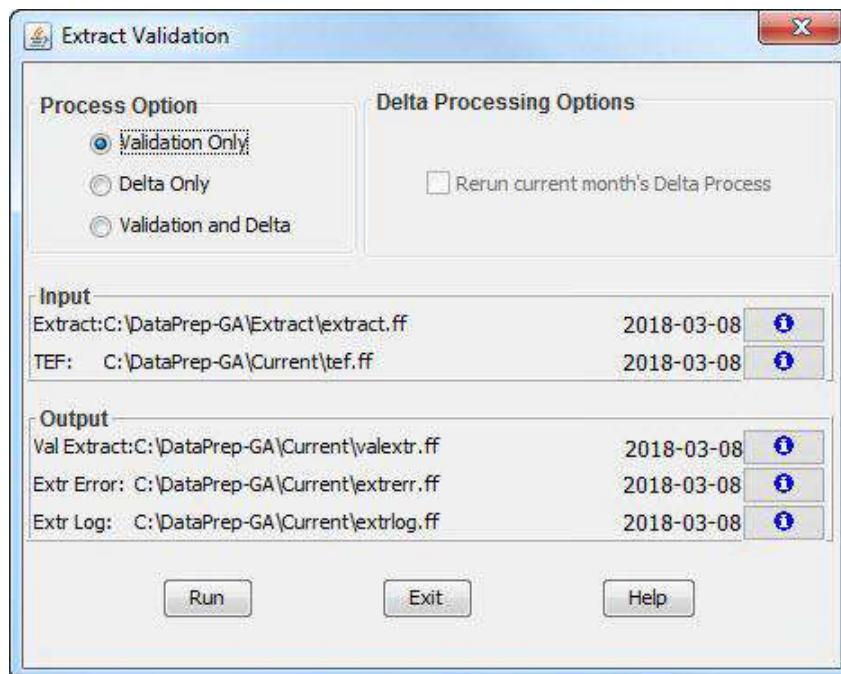 Extract Validation
Process Option
Validation Only
Delta Only
Validation and Delta
Delta Processing Options
Rerun current month's Delta Process
Input
Extract:C:\DataPrep-GA\Extract\extract.ff 2018-03-08
TEF: C:\DataPrep-GA\Current\tef.ff 2018-03-08
Output
Val Extract:C:\DataPrep-GA\Current\valextr.ff 2018-03-08
Extr Error: C:\DataPrep-GA\Current\extrerr.ff 2018-03-08
Extr Log: C:\DataPrep-GA\Current\extrlog.ff 2018-03-08
Run Exit Help